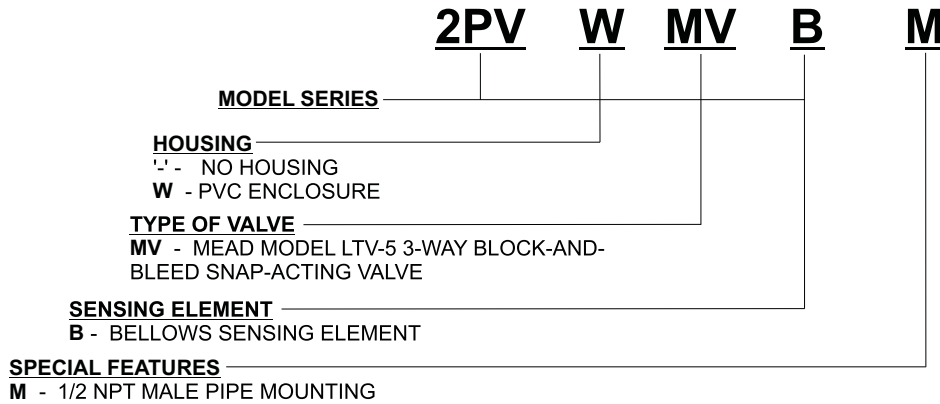 2PV W MV B M
MODEL SERIES
HOUSING
'-' - NO HOUSING
W - PVC ENCLOSURE
TYPE OF VALVE
MV - MEAD MODEL LTV-5 3-WAY BLOCK-AND-
BLEED SNAP-ACTING VALVE
SENSING ELEMENT
B - BELLOWS SENSING ELEMENT
SPECIAL FEATURES
M - 1/2 NPT MALE PIPE MOUNTING